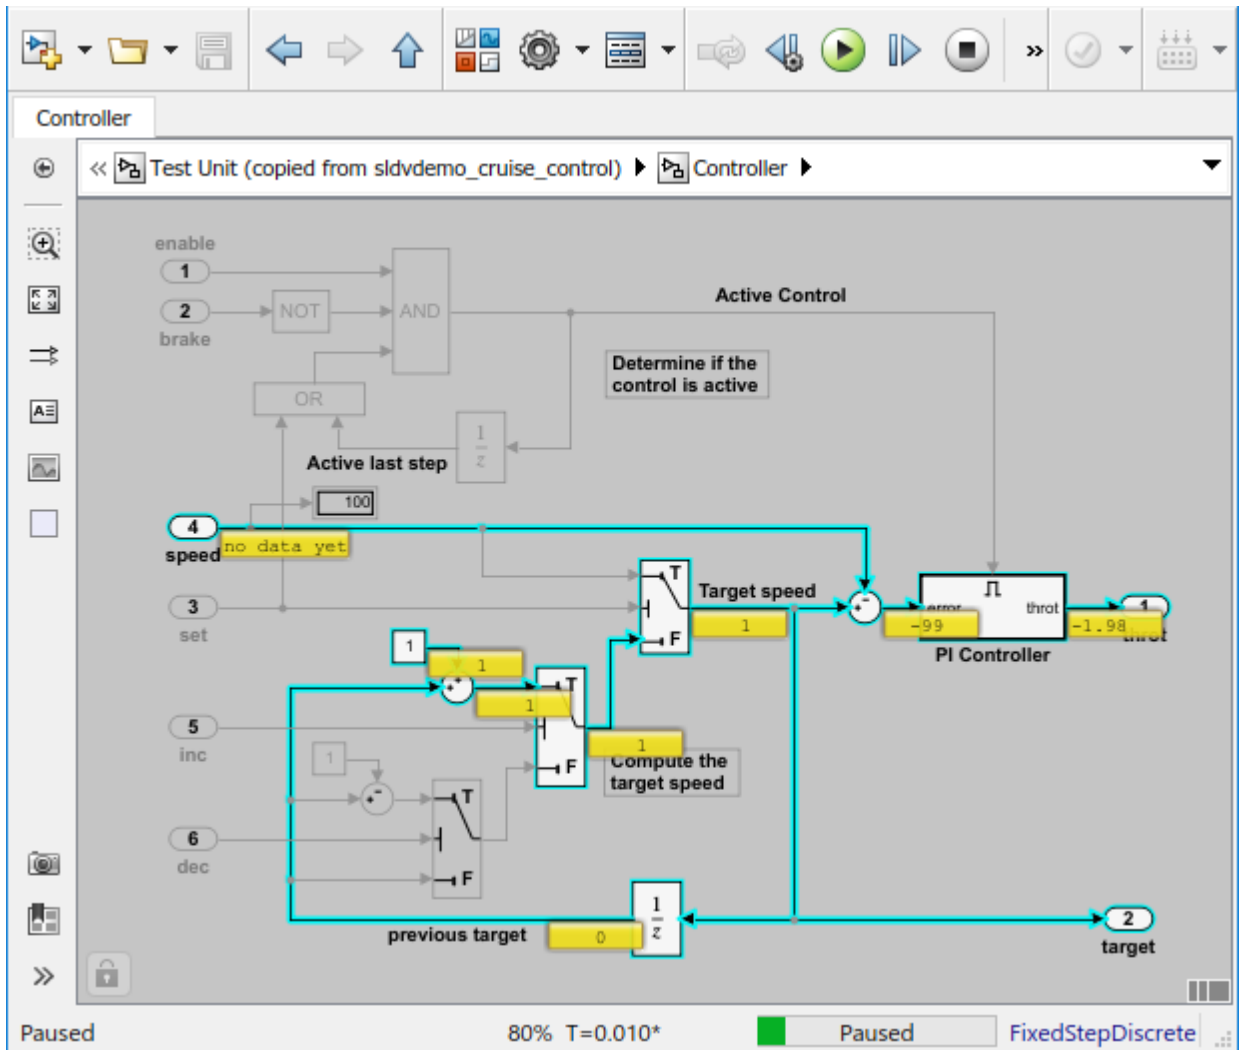 Controller
Test Unit (copied from sldvdemo_cruise_control)
Controller
enable
1
2
NOT
AND
brake
Active Control
Determine if the
control is active
OR
1
z
Active last step
100
4
speed
no data yet
T
Target speed
error
throt
1
3
set
F
1
-99
-1.98
throt
PI Controller
1
1
T
1
5
inc
1
F
Compute the
target speed
1
T
6
dec
F
1
z
previous target
0
2
target
Paused
80%
T=0.010*
Paused
FixedStepDiscrete